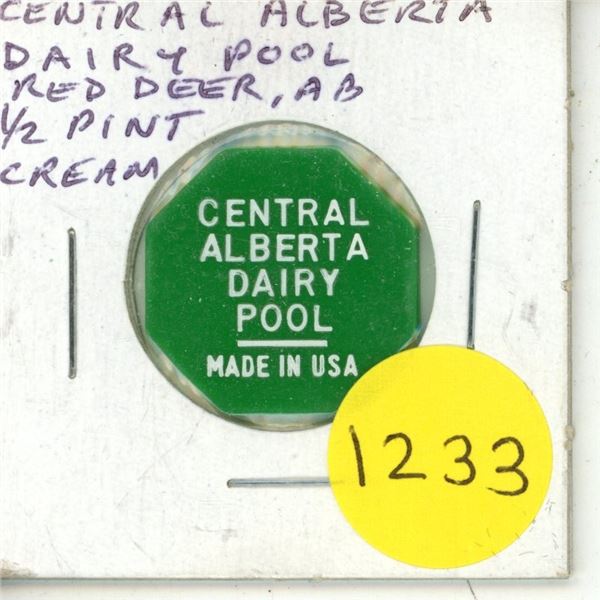 CENTRAL ALBERTA
DAIRY POOL
RED DEER, AB
1/2 PINT
CREAM
CENTRAL
ALBERTA
DAIRY
POOL
MADE IN USA
1233